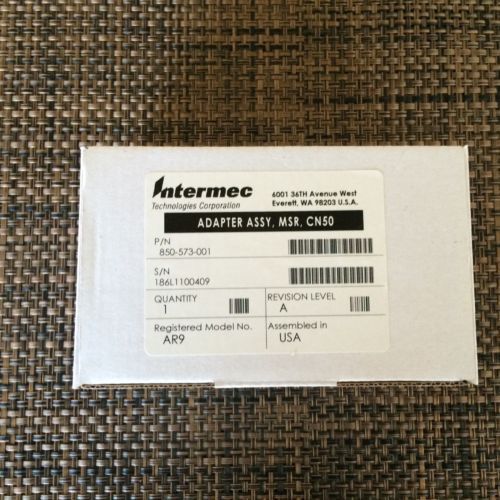 Intermec
Technologies Corporation
6001 36TH Avenue West
Everett, WA 98203 U.S.A.
ADAPTER ASSY, MSR, CN50
P/N
850-573-001
S/N
186L1100409
QUANTITY
1
REVISION LEVEL
A
Registered Model No.
AR9
Assembled in
USA